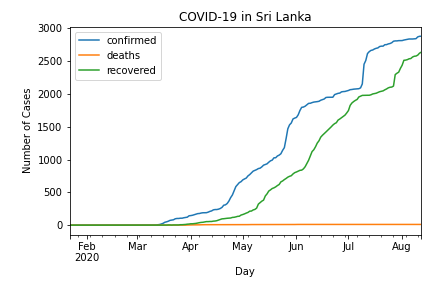 COVID-19 in Sri Lanka
confirmed
deaths
recovered
Number of Cases
3000
2500
2000
1500
1000
500
0
Feb Mar Apr May Jun Jul Aug
2020
Day